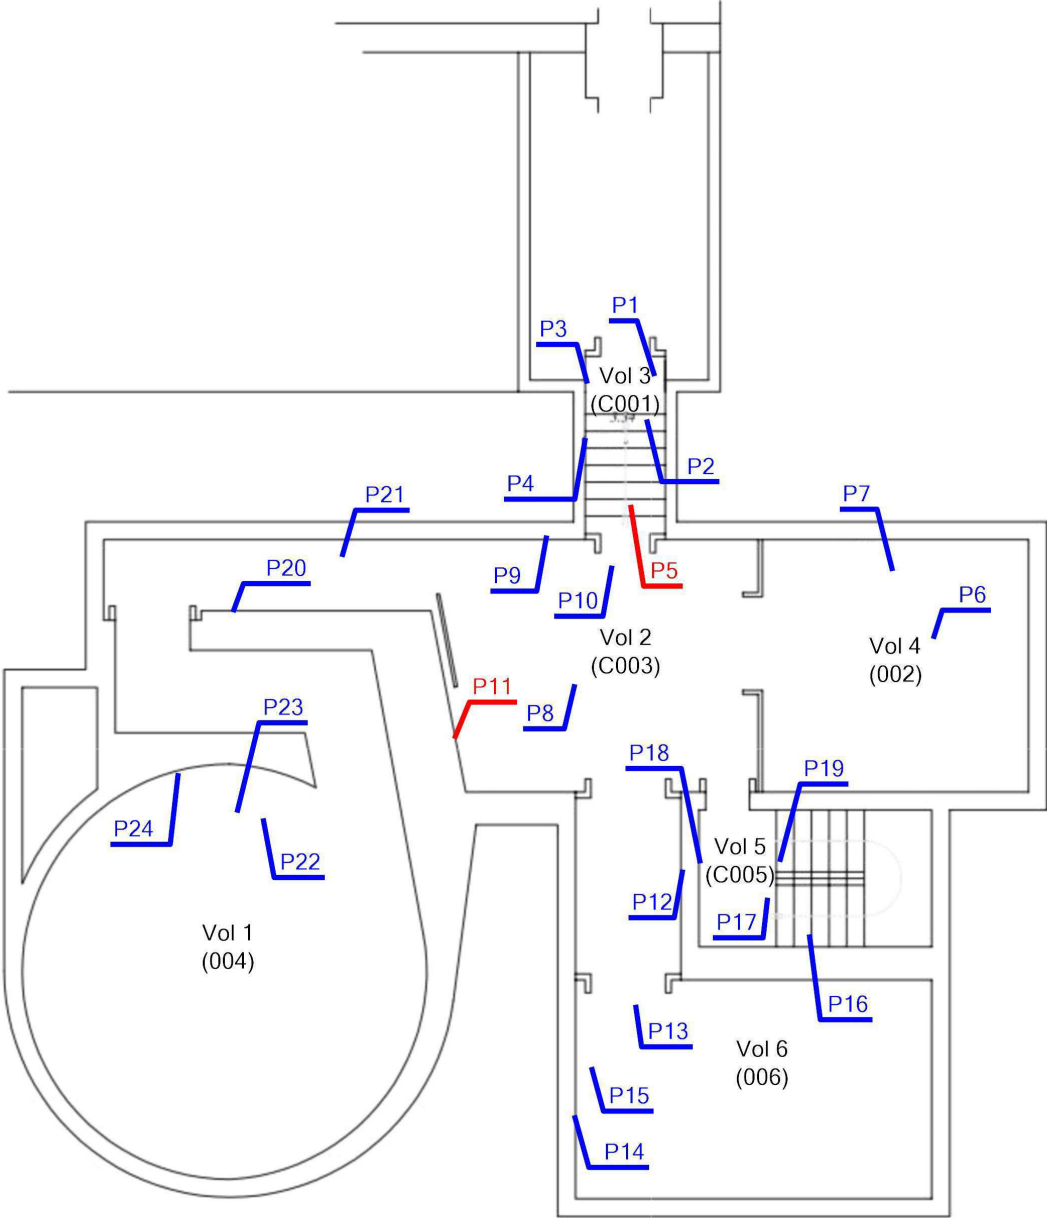 P1
P3
Vol 3
(C001)
3.34
P2
P4
P21
P7
P20
P9
P5
P10
P6
Vol 2
(C003)
Vol 4
(002)
P11
P23
P8
P18
P19
P24
P22
Vol 5
(C005)
P12
P17
Vol 1
(004)
P16
P13
Vol 6
(006)
P15
P14